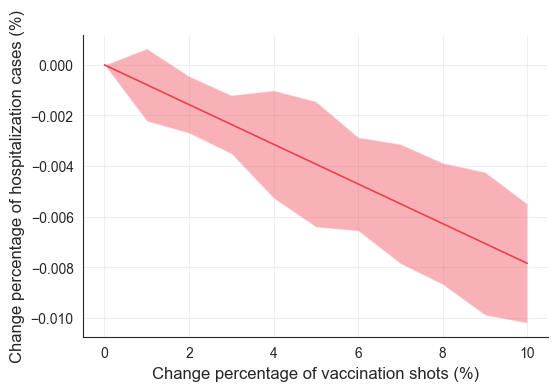 Change percentage of hospitalization cases (%)
0.000
−0.002
−0.004
−0.006
−0.008
−0.010
0 2 4 6 8 10
Change percentage of vaccination shots (%)